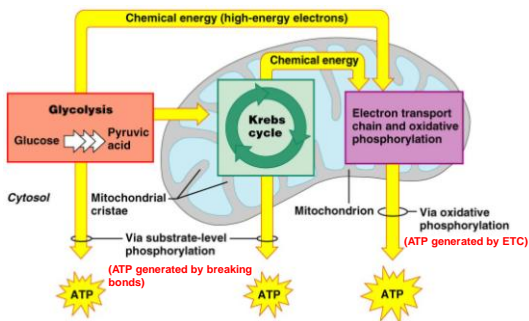 Chemical energy (high-energy electrons)
Chemical energy
Glycolysis
Glucose
Pyruvic
acid
Krebs
cycle
Electron transport
chain and oxidative
phosphorylation
Cytosol
Mitochondrial
cristae
Mitochondrion
Via oxidative
phosphorylation
(ATP generated by ETC)
Via substrate-level
phosphorylation
(ATP generated by breaking
bonds)
ATP
ATP
ATP